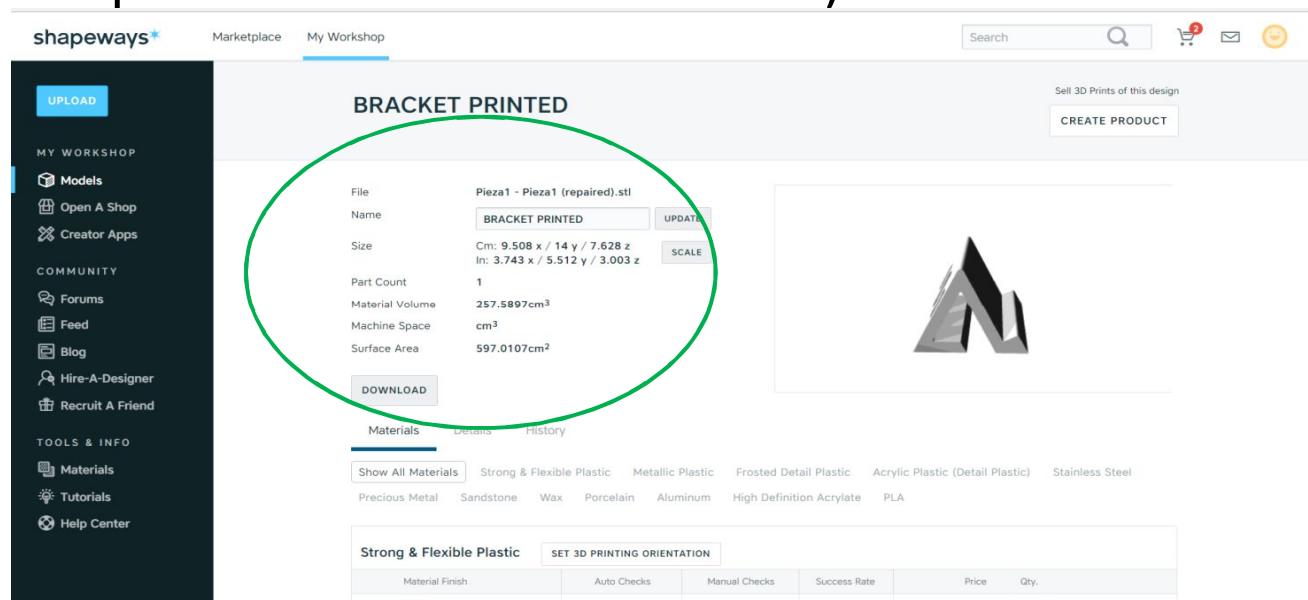 shapeways*
Marketplace My Workshop
Search
2
UPLOAD
BRACKET PRINTED
Sell 3D Prints of this design
CREATE PRODUCT
MY WORKSHOP
Models
Open A Shop
Creator Apps
COMMUNITY
Forums
Feed
Blog
Hire-A-Designer
Recruit A Friend
TOOLS & INFO
Materials
Tutorials
Help Center
File Pieza1 - Pieza1 (repaired).stl
Name BRACKET PRINTED UPDATE
Size Cm: 9.508 x / 14 y / 7.628 z
In: 3.743 x / 5.512 y / 3.003 z
SCALE
Part Count 1
Material Volume 257.5897cm³
Machine Space cm³
Surface Area 597.0107cm²
DOWNLOAD
Materials Details History
Show All Materials Strong & Flexible Plastic Metallic Plastic Frosted Detail Plastic Acrylic Plastic (Detail Plastic) Stainless Steel
Precious Metal Sandstone Wax Porcelain Aluminum High Definition Acrylate PLA
Strong & Flexible Plastic SET 3D PRINTING ORIENTATION
Material Finish Auto Checks Manual Checks Success Rate Price Qty.